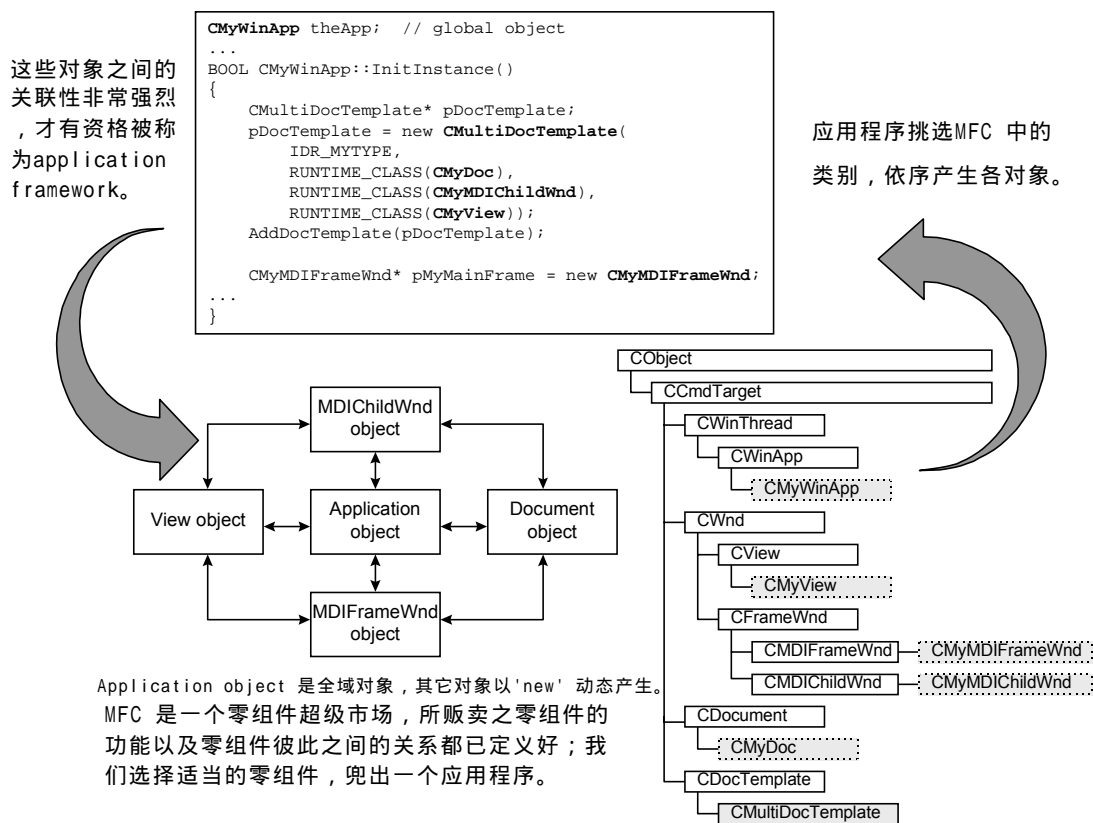 CMyWinApp theApp;  // global object
...
BOOL CMyWinApp::InitInstance()
{
    CMultiDocTemplate* pDocTemplate;
    pDocTemplate = new CMultiDocTemplate(
        IDR_MYTYPE,
        RUNTIME_CLASS(CMyDoc),
        RUNTIME_CLASS(CMyMDIChildWnd),
        RUNTIME_CLASS(CMyView));
    AddDocTemplate(pDocTemplate);
    CMyMDIFrameWnd* pMyMainFrame = new CMyMDIFrameWnd;
...
}
这些对象之间的
关联性非常强烈
，才有资格被称
为application
framework。
应用程序挑选MFC 中的
类别，依序产生各对象。
MDIChildWnd
object
View object
Application
object
Document
object
MDIFrameWnd
object
CObject
CCmdTarget
CWinThread
CWinApp
CMyWinApp
CWnd
CView
CMyView
CFrameWnd
CMDIFrameWnd
CMyMDIFrameWnd
CMDIChildWnd
CMyMDIChildWnd
CDocument
CMyDoc
CDocTemplate
CMultiDocTemplate
Application object 是全域对象，其它对象以'new' 动态产生。
MFC 是一个零组件超级市场，所贩卖之零组件的
功能以及零组件彼此之间的关系都已定义好；我
们选择适当的零组件，兜出一个应用程序。